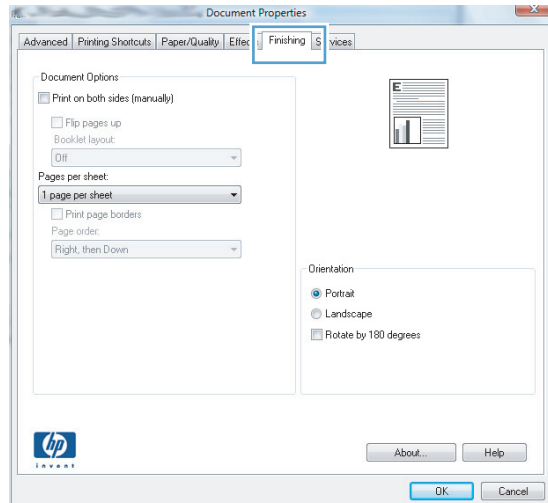 Document Properties
Advanced Printing Shortcuts Paper/Quality Finishing
Document Options
Print on both sides (manually)
Flip pages up
Booklet layout:
Off
Pages per sheet:
1 page per sheet
Print page borders
Page order:
Right, then Down
E
Orientation
Portrait
Landscape
Rotate by 180 degrees
hp
invent
About... Help
OK Cancel